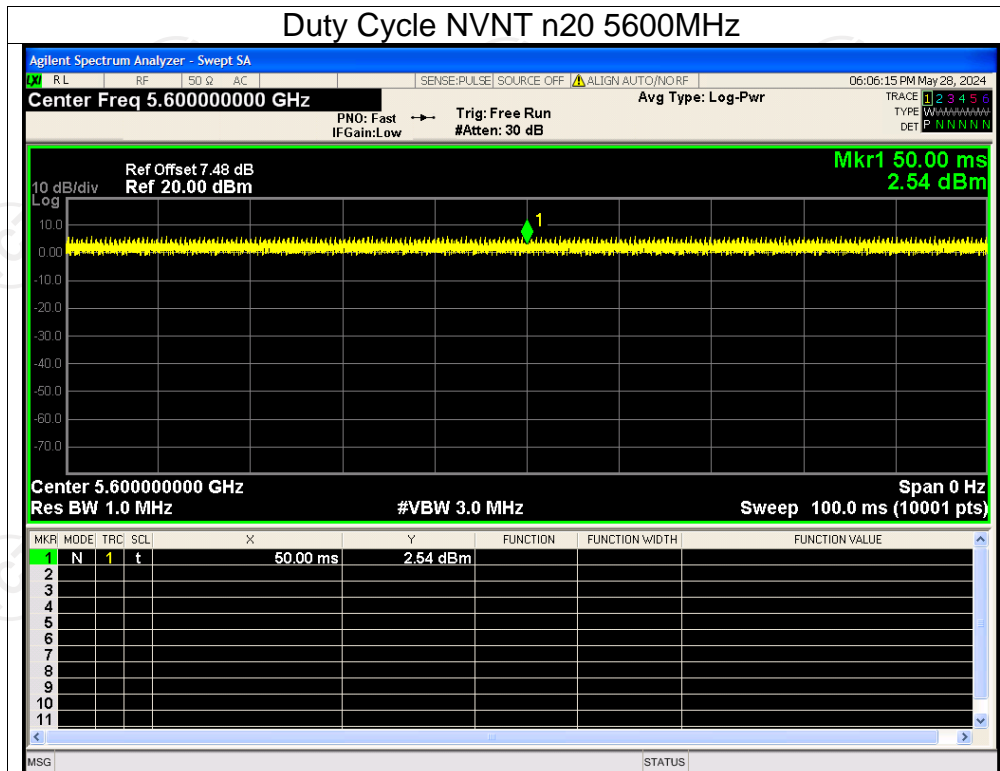 Duty Cycle NVNT n20 5600MHz
Agilent Spectrum Analyzer - Swept SA
LXI RL RF 50 Ω AC SENSE:PULSE SOURCE OFF ALIGN AUTO/NO RF 06:06:15 PM May 28, 2024
Center Freq 5.600000000 GHz Avg Type: Log-Pwr TRACE 1 2 3 4 5 6
PNO: Fast Trig: Free Run TYPE WWWWWW
IFGain:Low #Atten: 30 dB DET P N N N N N
Mkr1 50.00 ms
Ref Offset 7.48 dB 2.54 dBm
10 dB/div Ref 20.00 dBm
Log
1
10.0
0.00
-10.0
-20.0
-30.0
-40.0
-50.0
-60.0
-70.0
Center 5.600000000 GHz Span 0 Hz
Res BW 1.0 MHz #VBW 3.0 MHz Sweep 100.0 ms (10001 pts)
MKR MODE TRC SCL X Y FUNCTION FUNCTION WIDTH FUNCTION VALUE
1 N 1 t 50.00 ms 2.54 dBm
2
3
4
5
6
7
8
9
10
11
MSG STATUS